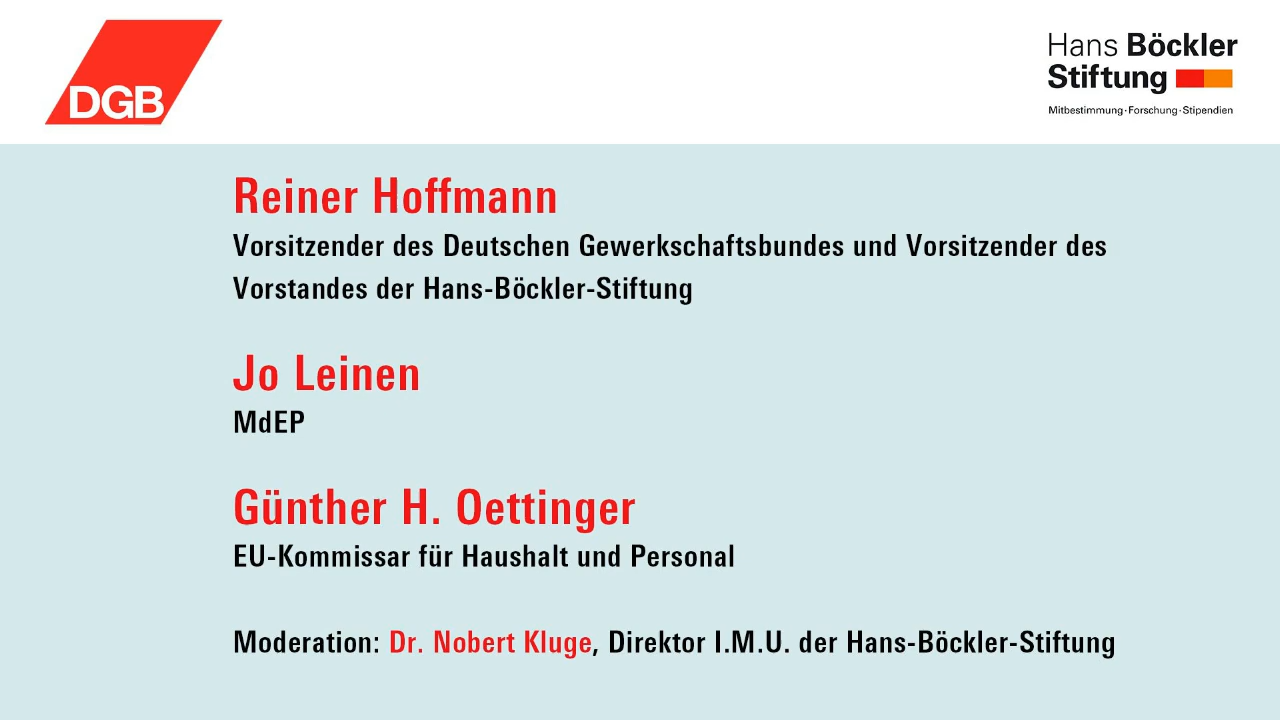 DGB
Hans Böckler
Stiftung
Mitbestimmung·Forschung·Stipendien
Reiner Hoffmann
Vorsitzender des Deutschen Gewerkschaftsbundes und Vorsitzender des
Vorstandes der Hans-Böckler-Stiftung
Jo Leinen
MdEP
Günther H. Oettinger
EU-Kommissar für Haushalt und Personal
Moderation: Dr. Nobert Kluge, Direktor I.M.U. der Hans-Böckler-Stiftung